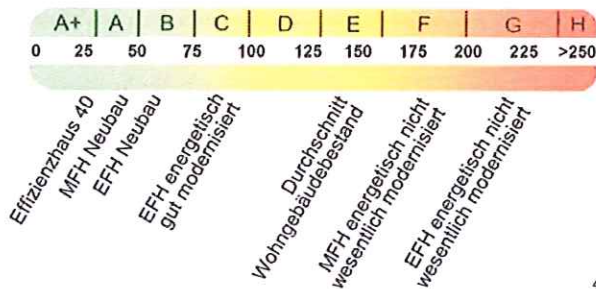 A+ A B C D E F G H
0 25 50 75 100 125 150 175 200 225 >250
Effizienzhaus 40
MFH Neubau
EFH Neubau
EFH energetisch
gut modernisiert
Durchschnitt
Wohngebäudebestand
MFH energetisch nicht
wesentlich modernisiert
EFH energetisch nicht
wesentlich modernisiert